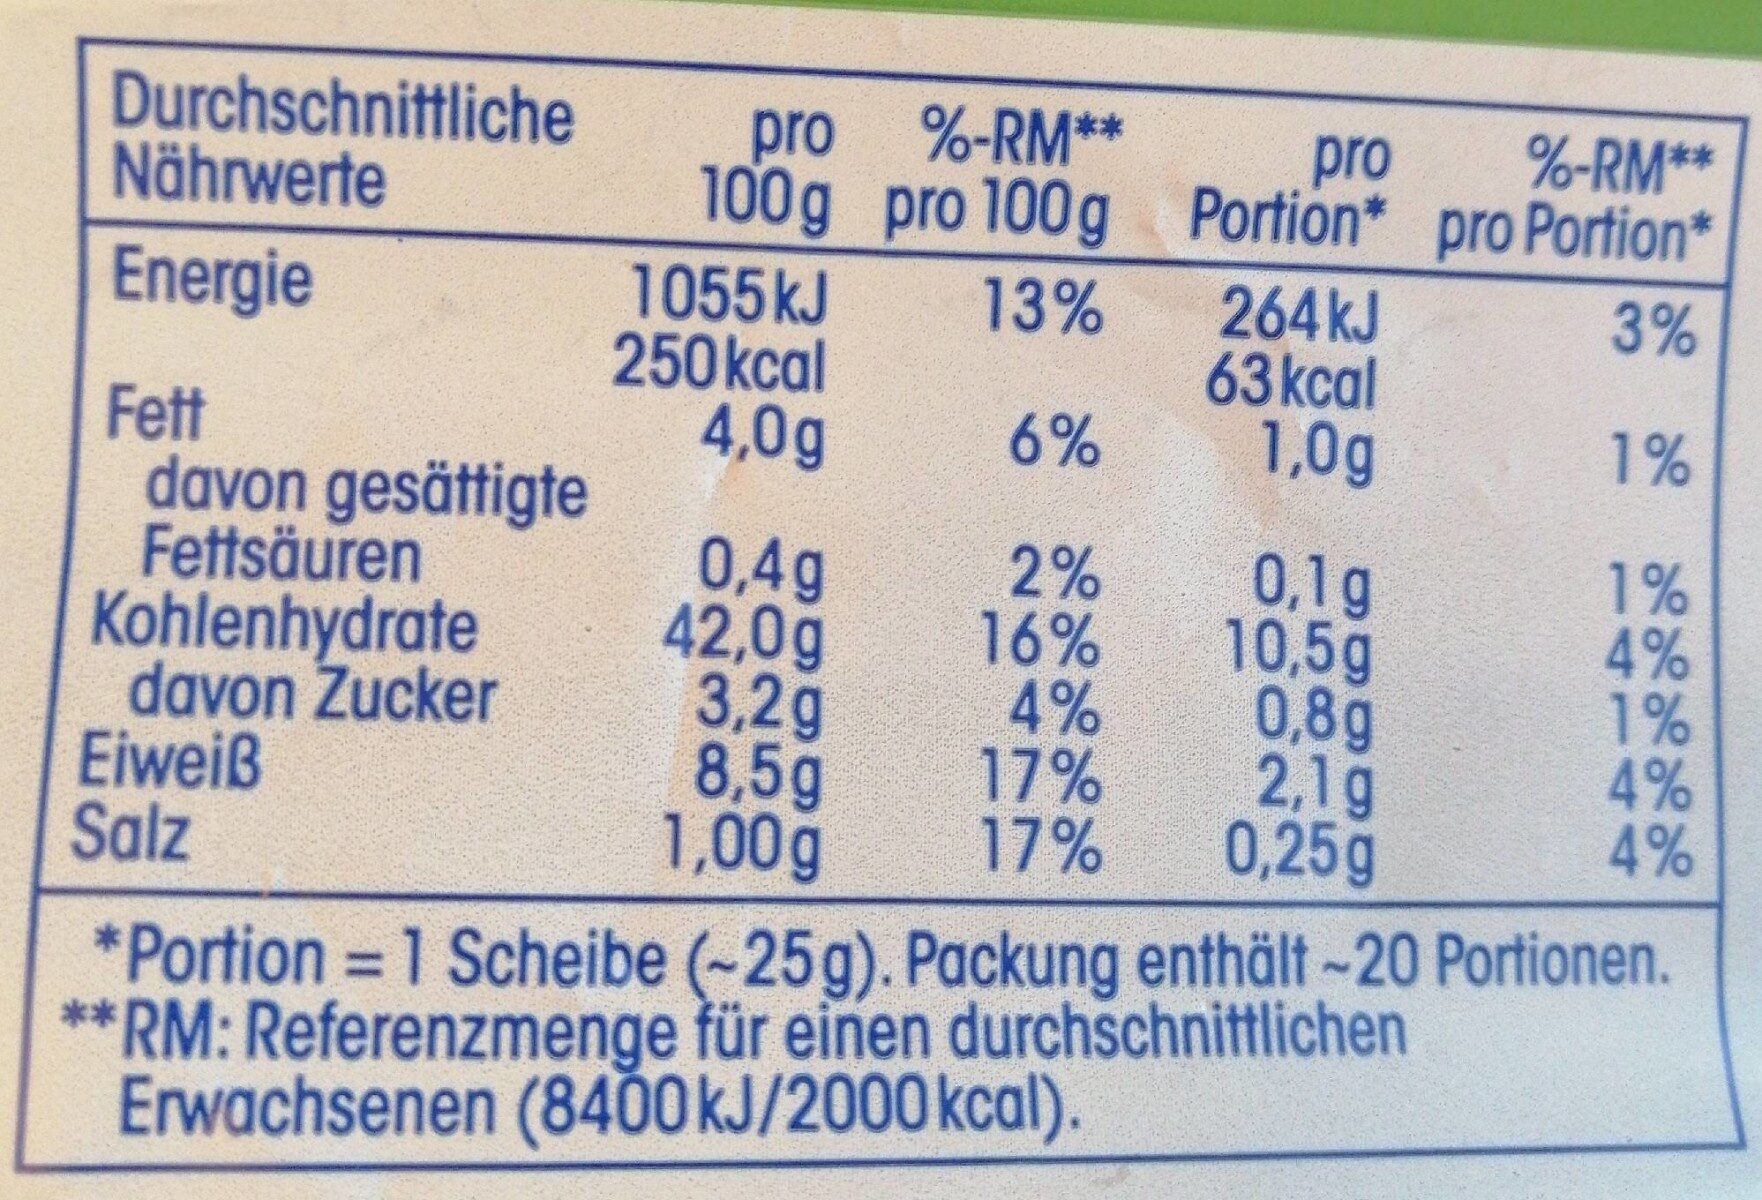 Durchschnittliche
Nährwerte
pro
100g
%-RM**
pro 100g
pro
Portion*
%-RM**
pro Portion*
Energie 1055kJ 13% 264kJ 3%
250kcal 63kcal
Fett 4,0g 6% 1,0g 1%
davon gesättigte
Fettsäuren 0,4g 2% 0,1g 1%
Kohlenhydrate 42,0g 16% 10,5g 4%
davon Zucker 3,2g 4% 0,8g 1%
Eiweiß 8,5g 17% 2,1g 4%
Salz 1,00g 17% 0,25g 4%
*Portion = 1 Scheibe (~25g). Packung enthält ~20 Portionen.
**RM: Referenzmenge für einen durchschnittlichen
Erwachsenen (8400kJ/2000kcal).